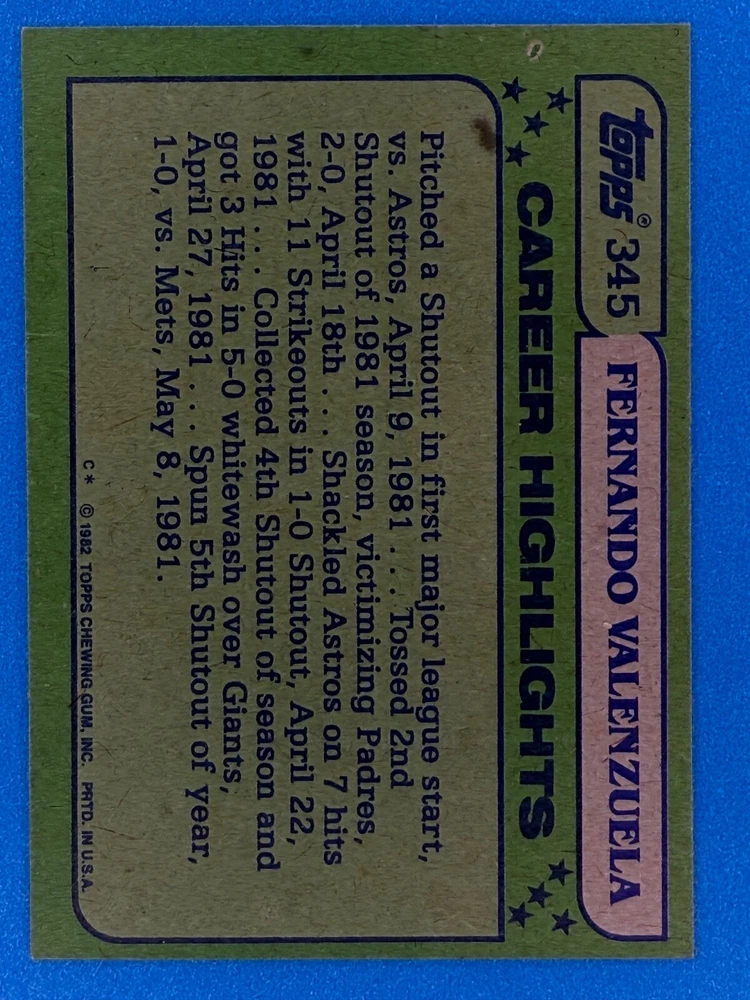 Topps® 345 FERNANDO VALENZUELA
CAREER HIGHLIGHTS
Pitched a Shutout in first major league start,
vs. Astros, April 9, 1981 . . . Tossed 2nd
Shutout of 1981 season, victimizing Padres,
2-0, April 18th . . . Shackled Astros on 7 hits
with 11 Strikeouts in 1-0 Shutout, April 22,
1981 . . . Collected 4th Shutout of season and
got 3 Hits in 5-0 whitewash over Giants,
April 27, 1981 . . . Spun 5th Shutout of year,
1-0, vs. Mets, May 8, 1981.
C* © 1982 TOPPS CHEWING GUM, INC. PRTD. IN U.S.A.